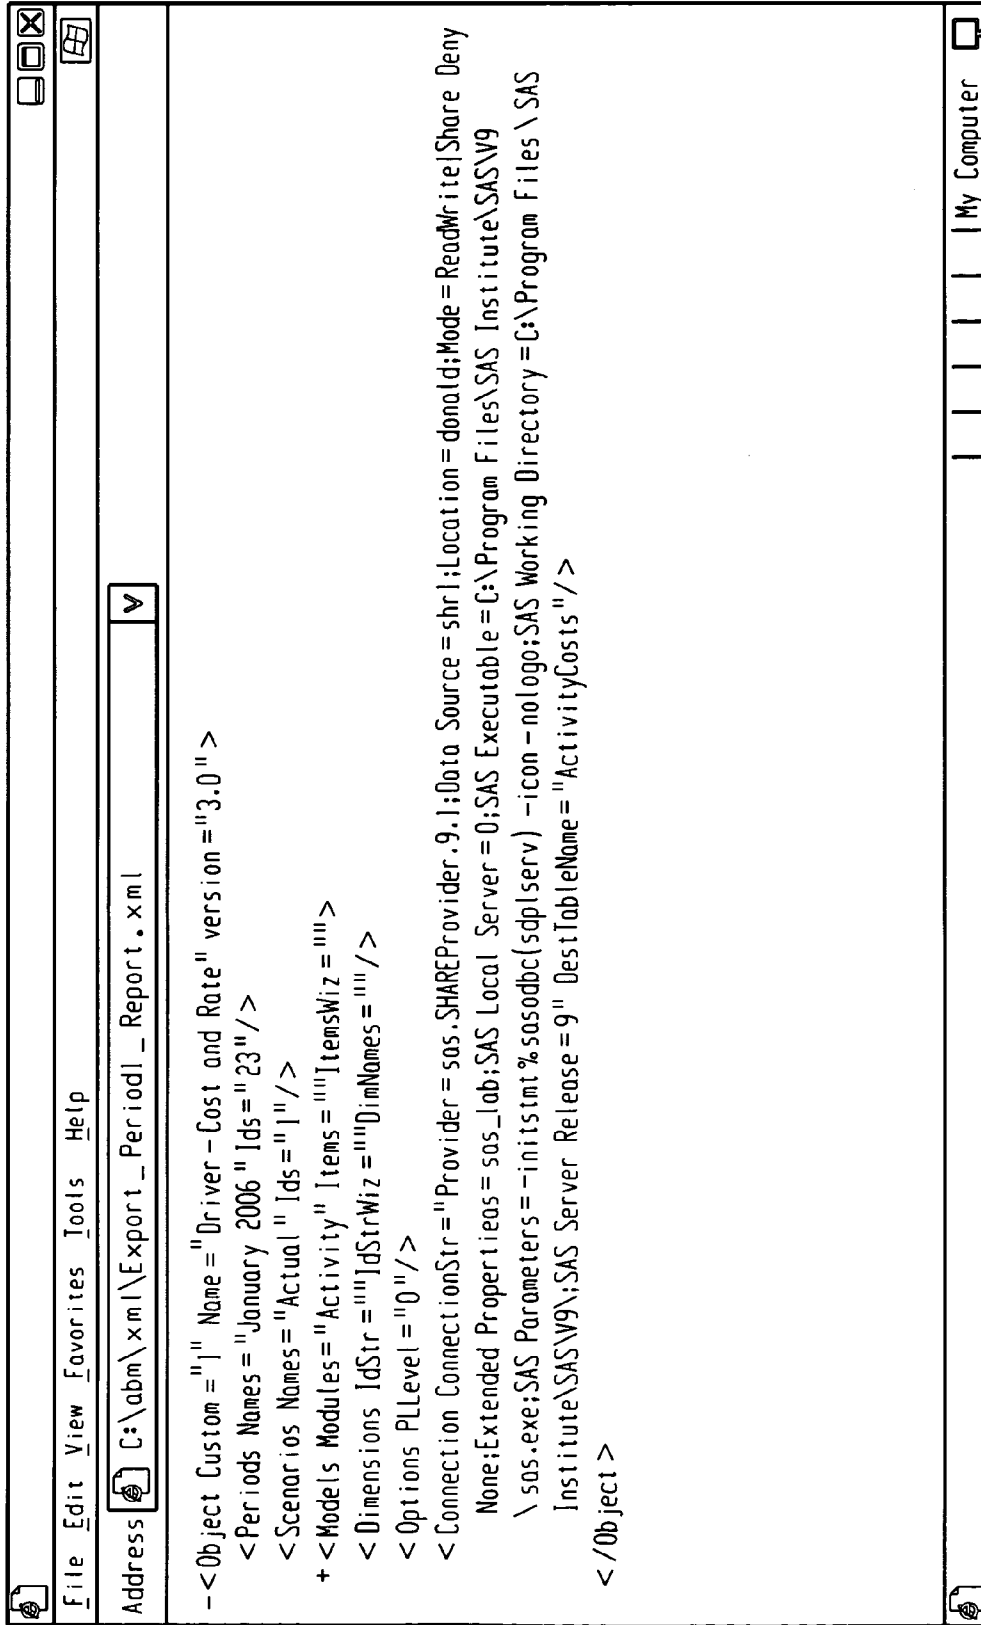 File Edit View Favorites Tools Help
Address C:\abm\xml\Export_Period1_Report.xml
-<Object Custom="1" Name="Driver-Cost and Rate" version="3.0">
<Periods Names="January 2006" Ids="23"/>
<Scenarios Names="Actual" Ids="1"/>
+<Models Modules="Activity" Items=""ItemsWiz="">
<Dimensions IdStr=""IdStrWiz=""DimNames=""/>
<Options PLLevel="0"/>
<Connection ConnectionStr="Provider=sas.SHAREProvider.9.1;Data Source=shr1;Location=donald;Mode=ReadWrite|Share Deny
None;Extended Propertieas=sas_lab;SAS Local Server=0;SAS Executable=C:\Program Files\SAS Institute\SAS\V9
\sas.exe;SAS Parameters=-initstmt%sasodbc(sdplserv) -icon-nologo;SAS Working Directory=C:\Program Files\SAS
Institute\SAS\V9\;SAS Server Release=9" DestTableName="ActivityCosts"/>
</Object>
My Computer